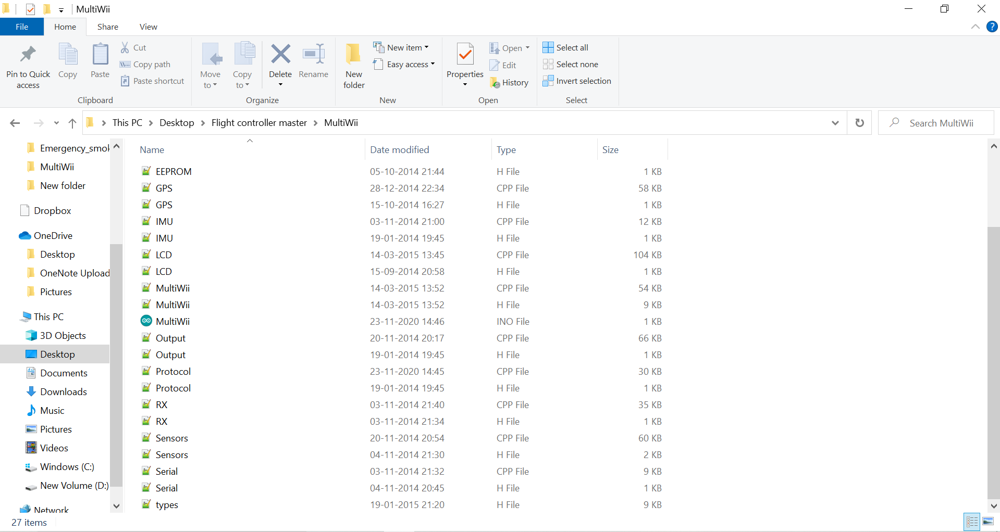 MultiWii
File Home Share View
Pin to Quick access
Copy
Paste
Cut
Copy path
Paste shortcut
Clipboard
Move to
Copy to
Delete
Rename
Organize
New folder
New item
Easy access
New
Properties
Open
Edit
History
Open
Select all
Select none
Invert selection
Select
This PC > Desktop > Flight controller master > MultiWii
Search MultiWii
Emergency_smok
MultiWii
New folder
Dropbox
OneDrive
Desktop
OneNote Upload
Pictures
This PC
3D Objects
Desktop
Documents
Downloads
Music
Pictures
Videos
Windows (C:)
New Volume (D:)
Network
Name Date modified Type Size
EEPROM 05-10-2014 21:44 H File 1 KB
GPS 28-12-2014 22:34 CPP File 58 KB
GPS 15-10-2014 16:27 H File 1 KB
IMU 03-11-2014 21:00 CPP File 12 KB
IMU 19-01-2014 19:45 H File 1 KB
LCD 14-03-2015 13:45 CPP File 104 KB
LCD 15-09-2014 20:58 H File 1 KB
MultiWii 14-03-2015 13:52 CPP File 54 KB
MultiWii 14-03-2015 13:52 H File 9 KB
MultiWii 23-11-2020 14:46 INO File 1 KB
Output 20-11-2014 20:17 CPP File 66 KB
Output 19-01-2014 19:45 H File 1 KB
Protocol 23-11-2020 14:45 CPP File 30 KB
Protocol 19-01-2014 19:45 H File 1 KB
RX 03-11-2014 21:40 CPP File 35 KB
RX 03-11-2014 21:34 H File 1 KB
Sensors 20-11-2014 20:54 CPP File 60 KB
Sensors 04-11-2014 21:30 H File 2 KB
Serial 03-11-2014 21:32 CPP File 9 KB
Serial 04-11-2014 20:45 H File 1 KB
types 19-01-2015 21:20 H File 9 KB
27 items